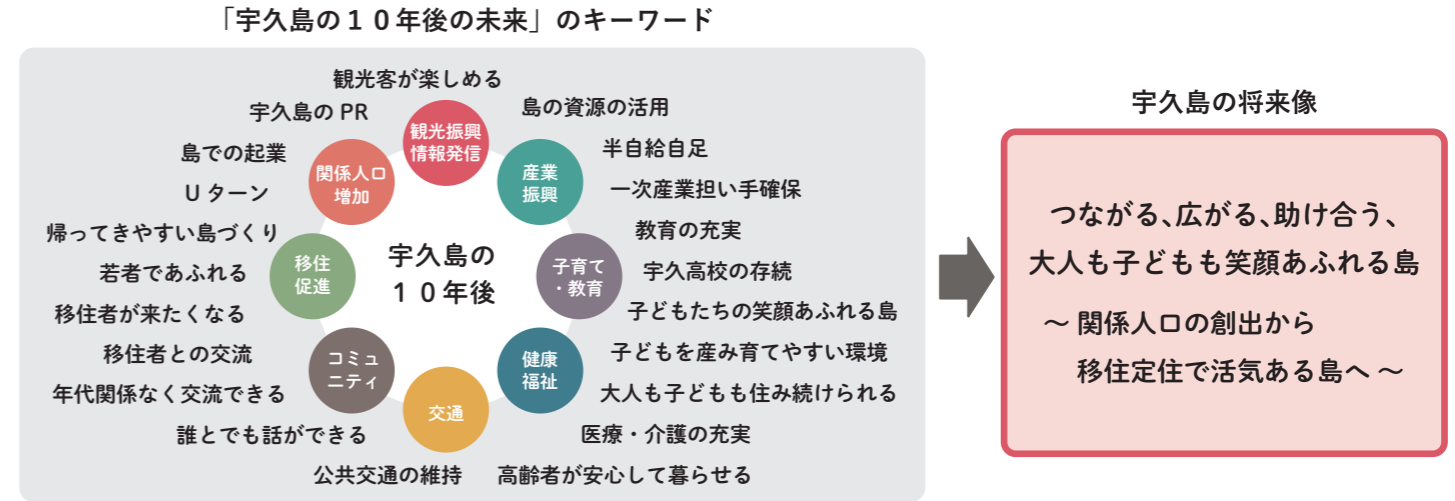 「宇久島の１０年後の未来」のキーワード
観光客が楽しめる
宇久島の PR
島での起業
U ターン
帰ってきやすい島づくり
若者であふれる
移住者が来たくなる
移住者との交流
年代関係なく交流できる
誰とでも話ができる
公共交通の維持
島の資源の活用
半自給自足
一次産業担い手確保
教育の充実
宇久高校の存続
子どもたちの笑顔あふれる島
子どもを産み育てやすい環境
大人も子どもも住み続けられる
医療・介護の充実
高齢者が安心して暮らせる
観光振興
情報発信
産業
振興
子育て
・教育
健康
福祉
交通
コミュ
ニティ
移住
促進
関係人口
増加
宇久島の
１０年後
宇久島の将来像
つながる、広がる、助け合う、
大人も子どもも笑顔あふれる島
～ 関係人口の創出から
移住定住で活気ある島へ ～